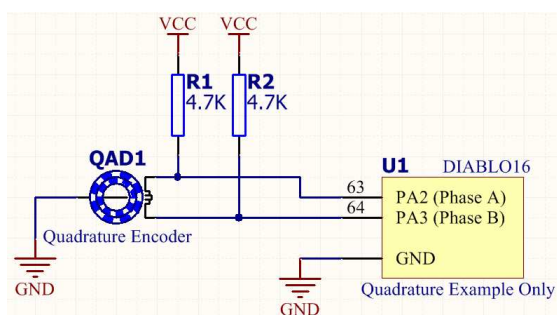 VCC VCC
R1 R2
4.7K 4.7K
QAD1
U1 DIABLO16
63 PA2 (Phase A)
64 PA3 (Phase B)
Quadrature Encoder
GND
Quadrature Example Only
GND
GND